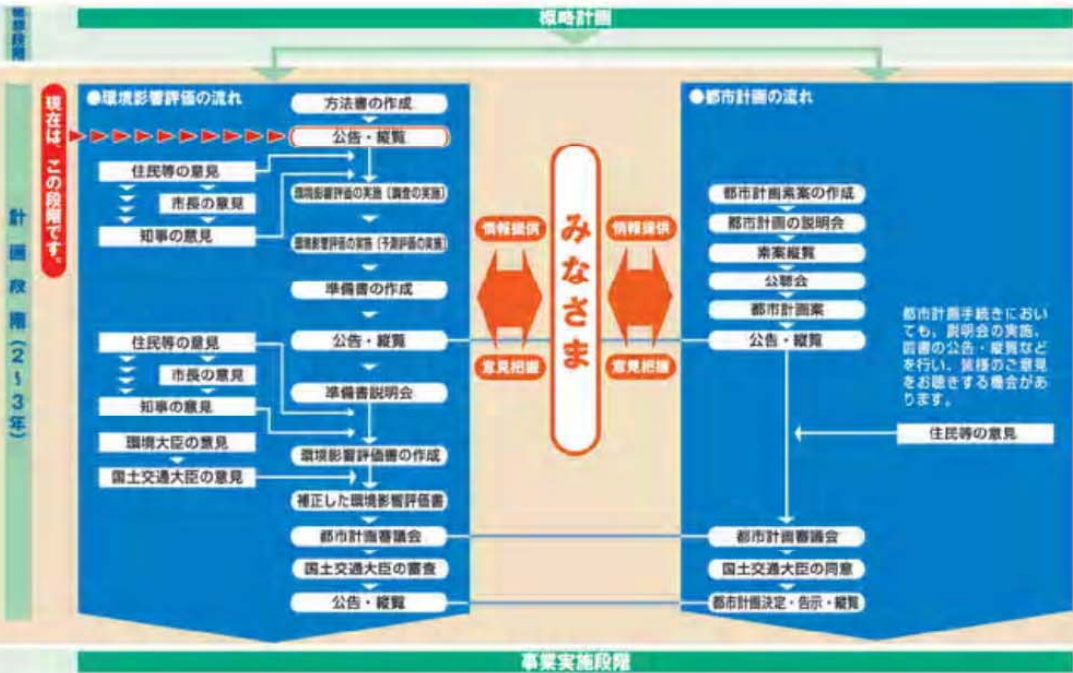 構想段階
概略計画
計画段階(2~3年)
現在は、この段階です。
●環境影響評価の流れ
方法書の作成
公告・縦覧
住民等の意見
市長の意見
知事の意見
環境影響評価の実施(調査の実施)
環境影響評価の実施(予測評価の実施)
準備書の作成
公告・縦覧
住民等の意見
市長の意見
知事の意見
準備書説明会
環境大臣の意見
環境影響評価書の作成
国土交通大臣の意見
補正した環境影響評価書
都市計画審議会
国土交通大臣の審査
公告・縦覧
情報提供
意見把握
みなさま
情報提供
意見把握
●都市計画の流れ
都市計画素案の作成
都市計画の説明会
素案縦覧
公聴会
都市計画案
公告・縦覧
都市計画手続きにおい
ても、説明会の実施、
図書の公告・縦覧など
を行い、皆様のご意見
をお聴きする機会があ
ります。
住民等の意見
都市計画審議会
国土交通大臣の同意
都市計画決定・告示・縦覧
事業実施段階